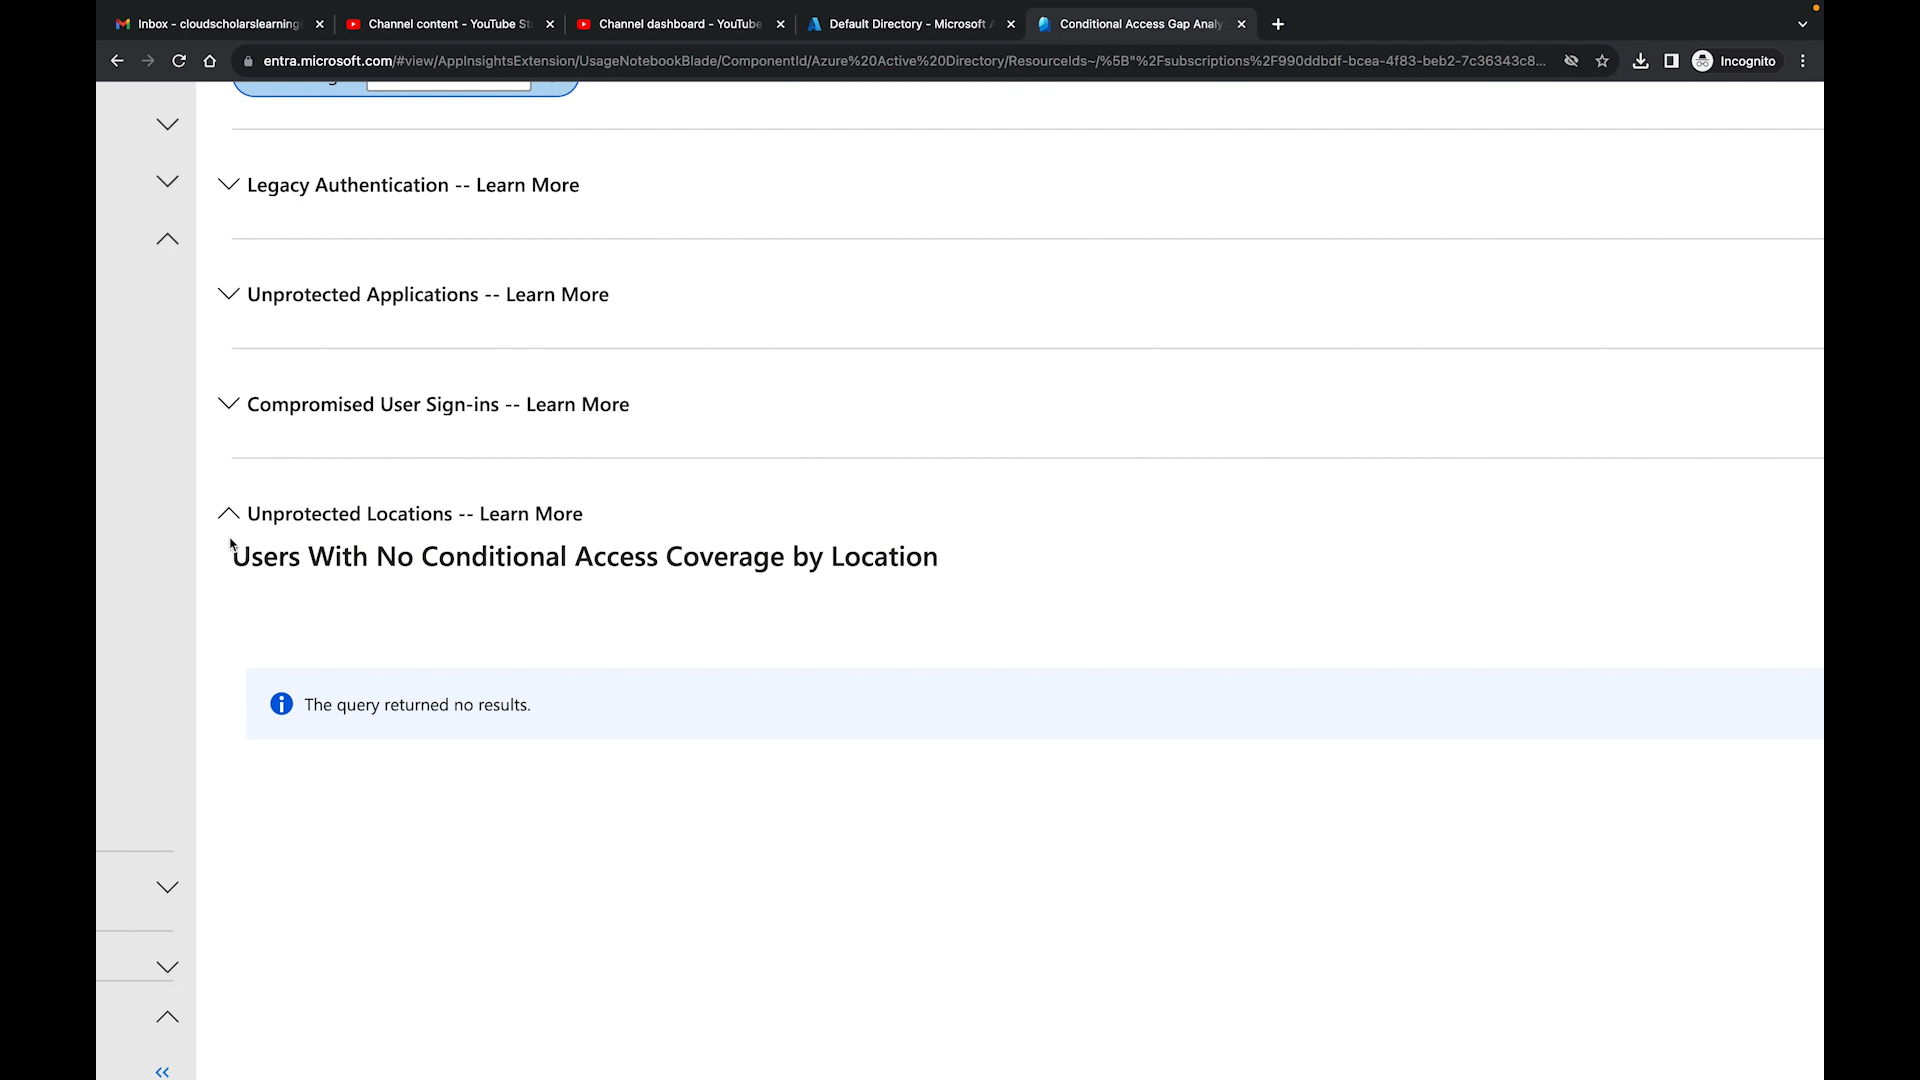 Inbox - cloudscholarslearning
Channel content - YouTube St
Channel dashboard - YouTube
Default Directory - Microsoft A
Conditional Access Gap Analy
entra.microsoft.com/#view/AppInsightsExtension/UsageNotebookBlade/ComponentId/Azure%20Active%20Directory/ResourceIds~/%5B"%2Fsubscriptions%2F990ddbdf-bcea-4f83-beb2-7c36343c8...
Incognito
Legacy Authentication -- Learn More
Unprotected Applications -- Learn More
Compromised User Sign-ins -- Learn More
Unprotected Locations -- Learn More
Users With No Conditional Access Coverage by Location
The query returned no results.